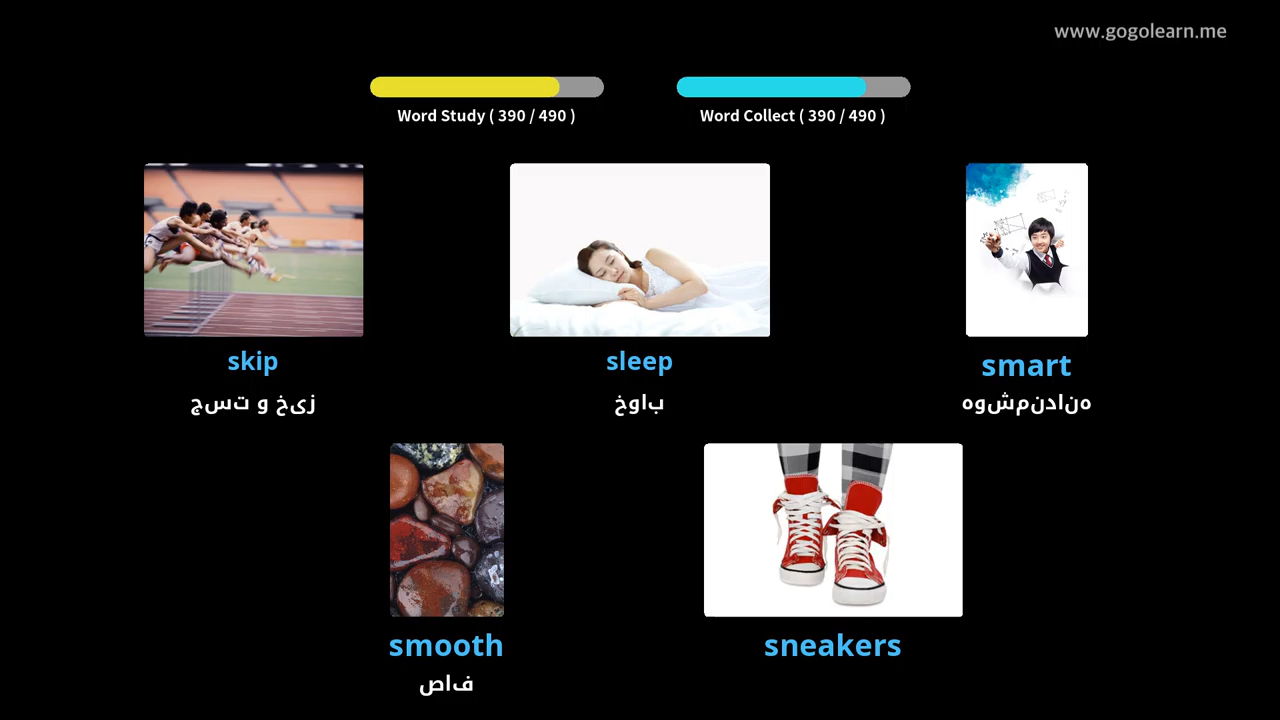 www.gogolearn.me
Word Study ( 390 / 490 )
Word Collect ( 390 / 490 )
skip
زیخ و تسج
sleep
باوخ
smart
هنادنمشوه
smooth
فاص
sneakers